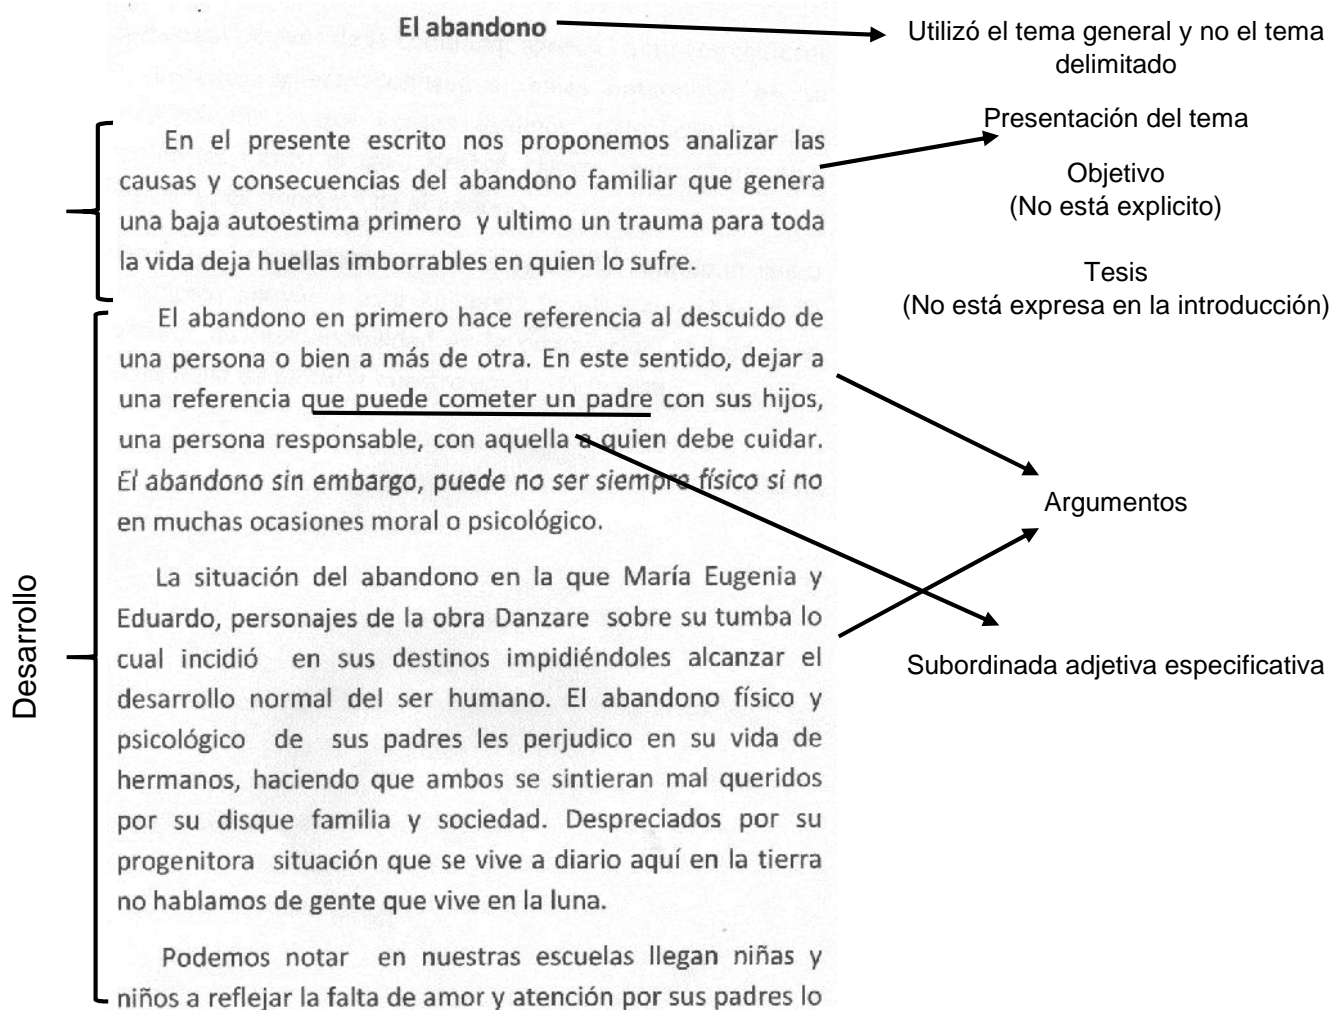 El abandono
Utilizó el tema general y no el tema
delimitado
Presentación del tema
Objetivo
(No está explicito)
Tesis
(No está expresa en la introducción)
En el presente escrito nos proponemos analizar las
causas y consecuencias del abandono familiar que genera
una baja autoestima primero y ultimo un trauma para toda
la vida deja huellas imborrables en quien lo sufre.
Desarrollo
El abandono en primero hace referencia al descuido de
una persona o bien a más de otra. En este sentido, dejar a
una referencia que puede cometer un padre con sus hijos,
una persona responsable, con aquella a quien debe cuidar.
El abandono sin embargo, puede no ser siempre físico si no
en muchas ocasiones moral o psicológico.
Argumentos
La situación del abandono en la que María Eugenia y
Eduardo, personajes de la obra Danzare sobre su tumba lo
cual incidió en sus destinos impidiéndoles alcanzar el
desarrollo normal del ser humano. El abandono físico y
psicológico de sus padres les perjudico en su vida de
hermanos, haciendo que ambos se sintieran mal queridos
por su disque familia y sociedad. Despreciados por su
progenitora situación que se vive a diario aquí en la tierra
no hablamos de gente que vive en la luna.
Subordinada adjetiva especificativa
Podemos notar en nuestras escuelas llegan niñas y
niños a reflejar la falta de amor y atención por sus padres lo